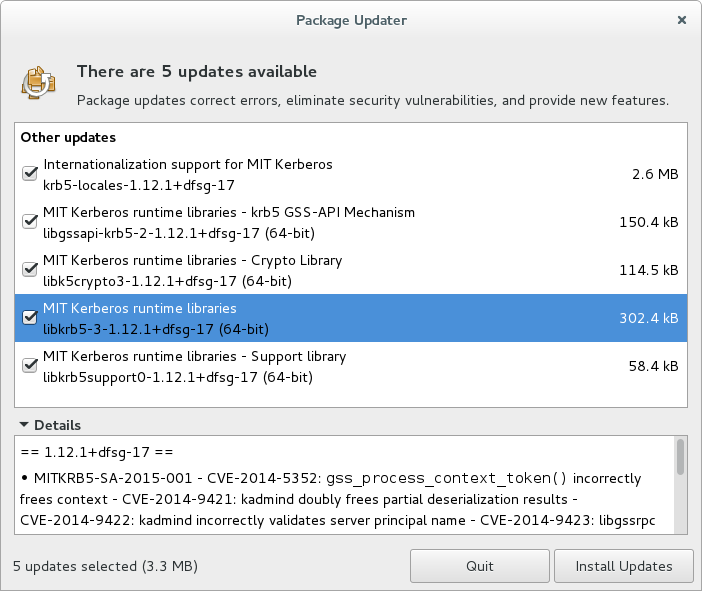 Package Updater
There are 5 updates available
Package updates correct errors, eliminate security vulnerabilities, and provide new features.
Other updates
Internationalization support for MIT Kerberos
krb5-locales-1.12.1+dfsg-17
2.6 MB
MIT Kerberos runtime libraries - krb5 GSS-API Mechanism
libgssapi-krb5-2-1.12.1+dfsg-17 (64-bit)
150.4 kB
MIT Kerberos runtime libraries - Crypto Library
libk5crypto3-1.12.1+dfsg-17 (64-bit)
114.5 kB
MIT Kerberos runtime libraries
libkrb5-3-1.12.1+dfsg-17 (64-bit)
302.4 kB
MIT Kerberos runtime libraries - Support library
libkrb5support0-1.12.1+dfsg-17 (64-bit)
58.4 kB
Details
== 1.12.1+dfsg-17 ==
• MITKRB5-SA-2015-001 - CVE-2014-5352: gss_process_context_token() incorrectly
frees context - CVE-2014-9421: kadmind doubly frees partial deserialization results -
CVE-2014-9422: kadmind incorrectly validates server principal name - CVE-2014-9423: libgssrpc
5 updates selected (3.3 MB)
Quit
Install Updates